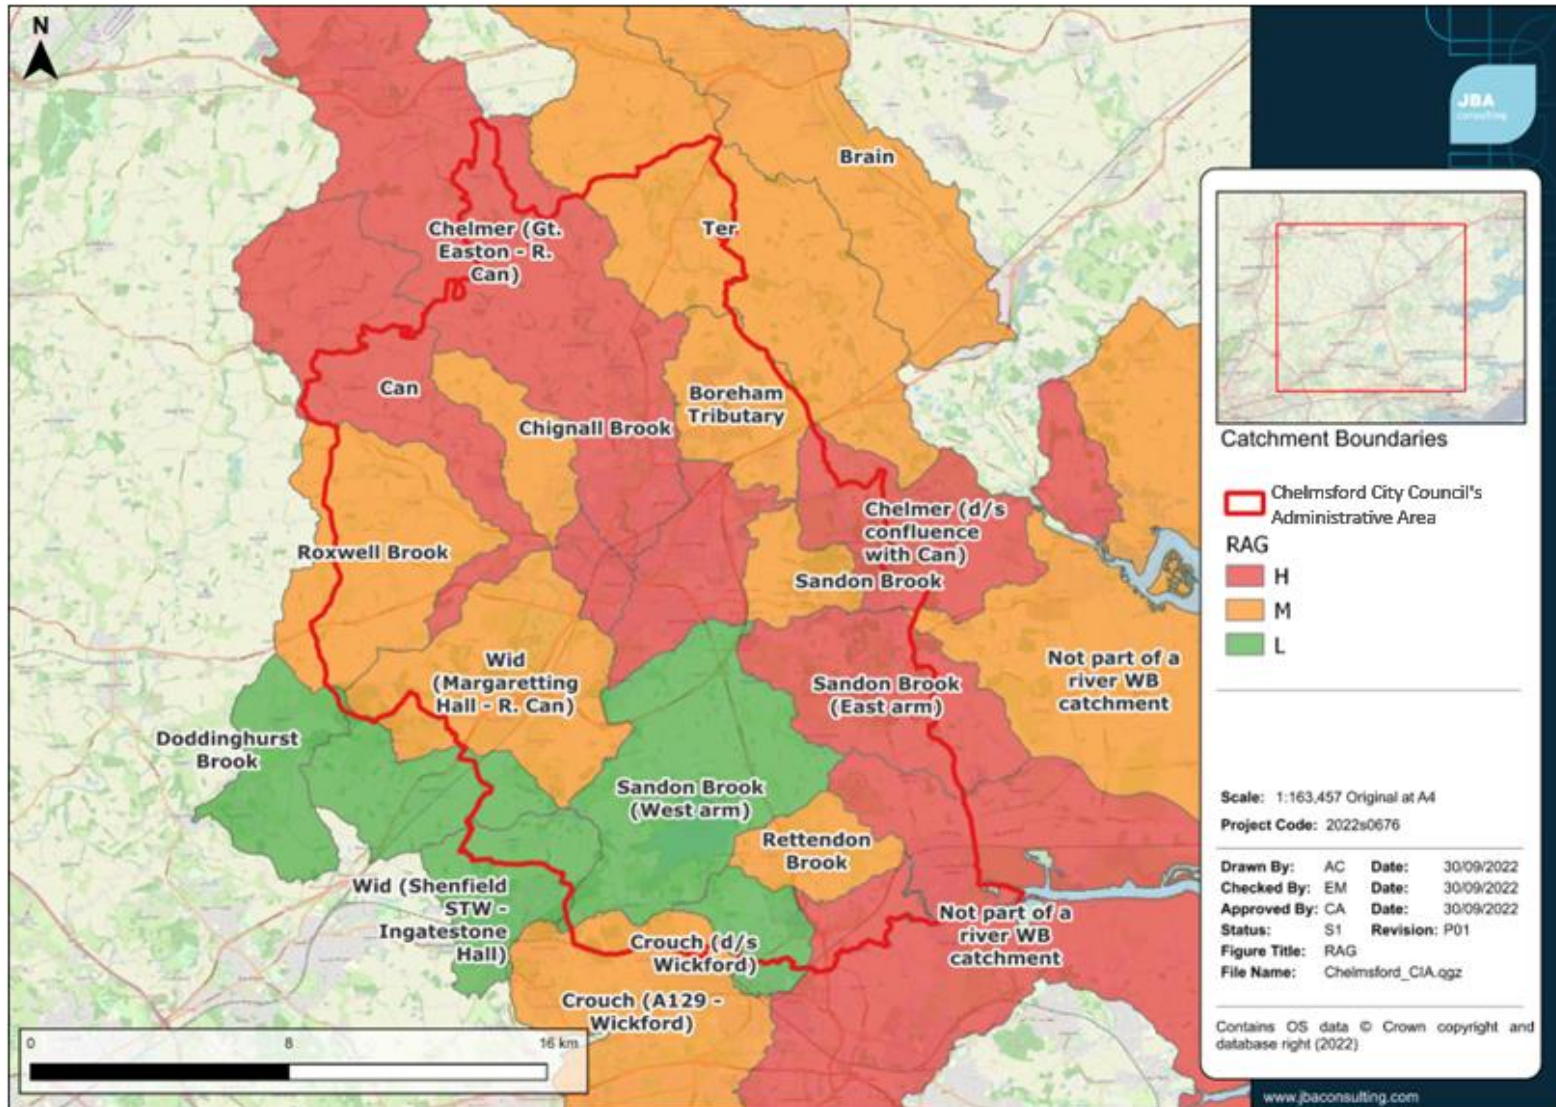 N
JBA
consulting
Brain
Chelmer (Gt.
Easton - R.
Can)
Ter
Can
Boreham
Tributary
Chignall Brook
Chelmer (d/s
confluence
with Can)
Roxwell Brook
Sandon Brook
Wid
(Margaretting
Hall - R. Can)
Sandon Brook
(East arm)
Not part of a
river WB
catchment
Doddinghurst
Brook
Sandon Brook
(West arm)
Rettendon
Brook
Wid (Shenfield
STW -
Ingatestone
Hall)
Crouch (d/s
Wickford)
Not part of a
river WB
catchment
Crouch (A129 -
Wickford)
0 8 16 km
Catchment Boundaries
Chelmsford City Council's
Administrative Area
RAG
H
M
L
Scale: 1:163,457 Original at A4
Project Code: 2022s0676
Drawn By: AC Date: 30/09/2022
Checked By: EM Date: 30/09/2022
Approved By: CA Date: 30/09/2022
Status: S1 Revision: P01
Figure Title: RAG
File Name: Chelmsford_CIA.qgz
Contains OS data © Crown copyright and
database right (2022)
www.jbaconsulting.com